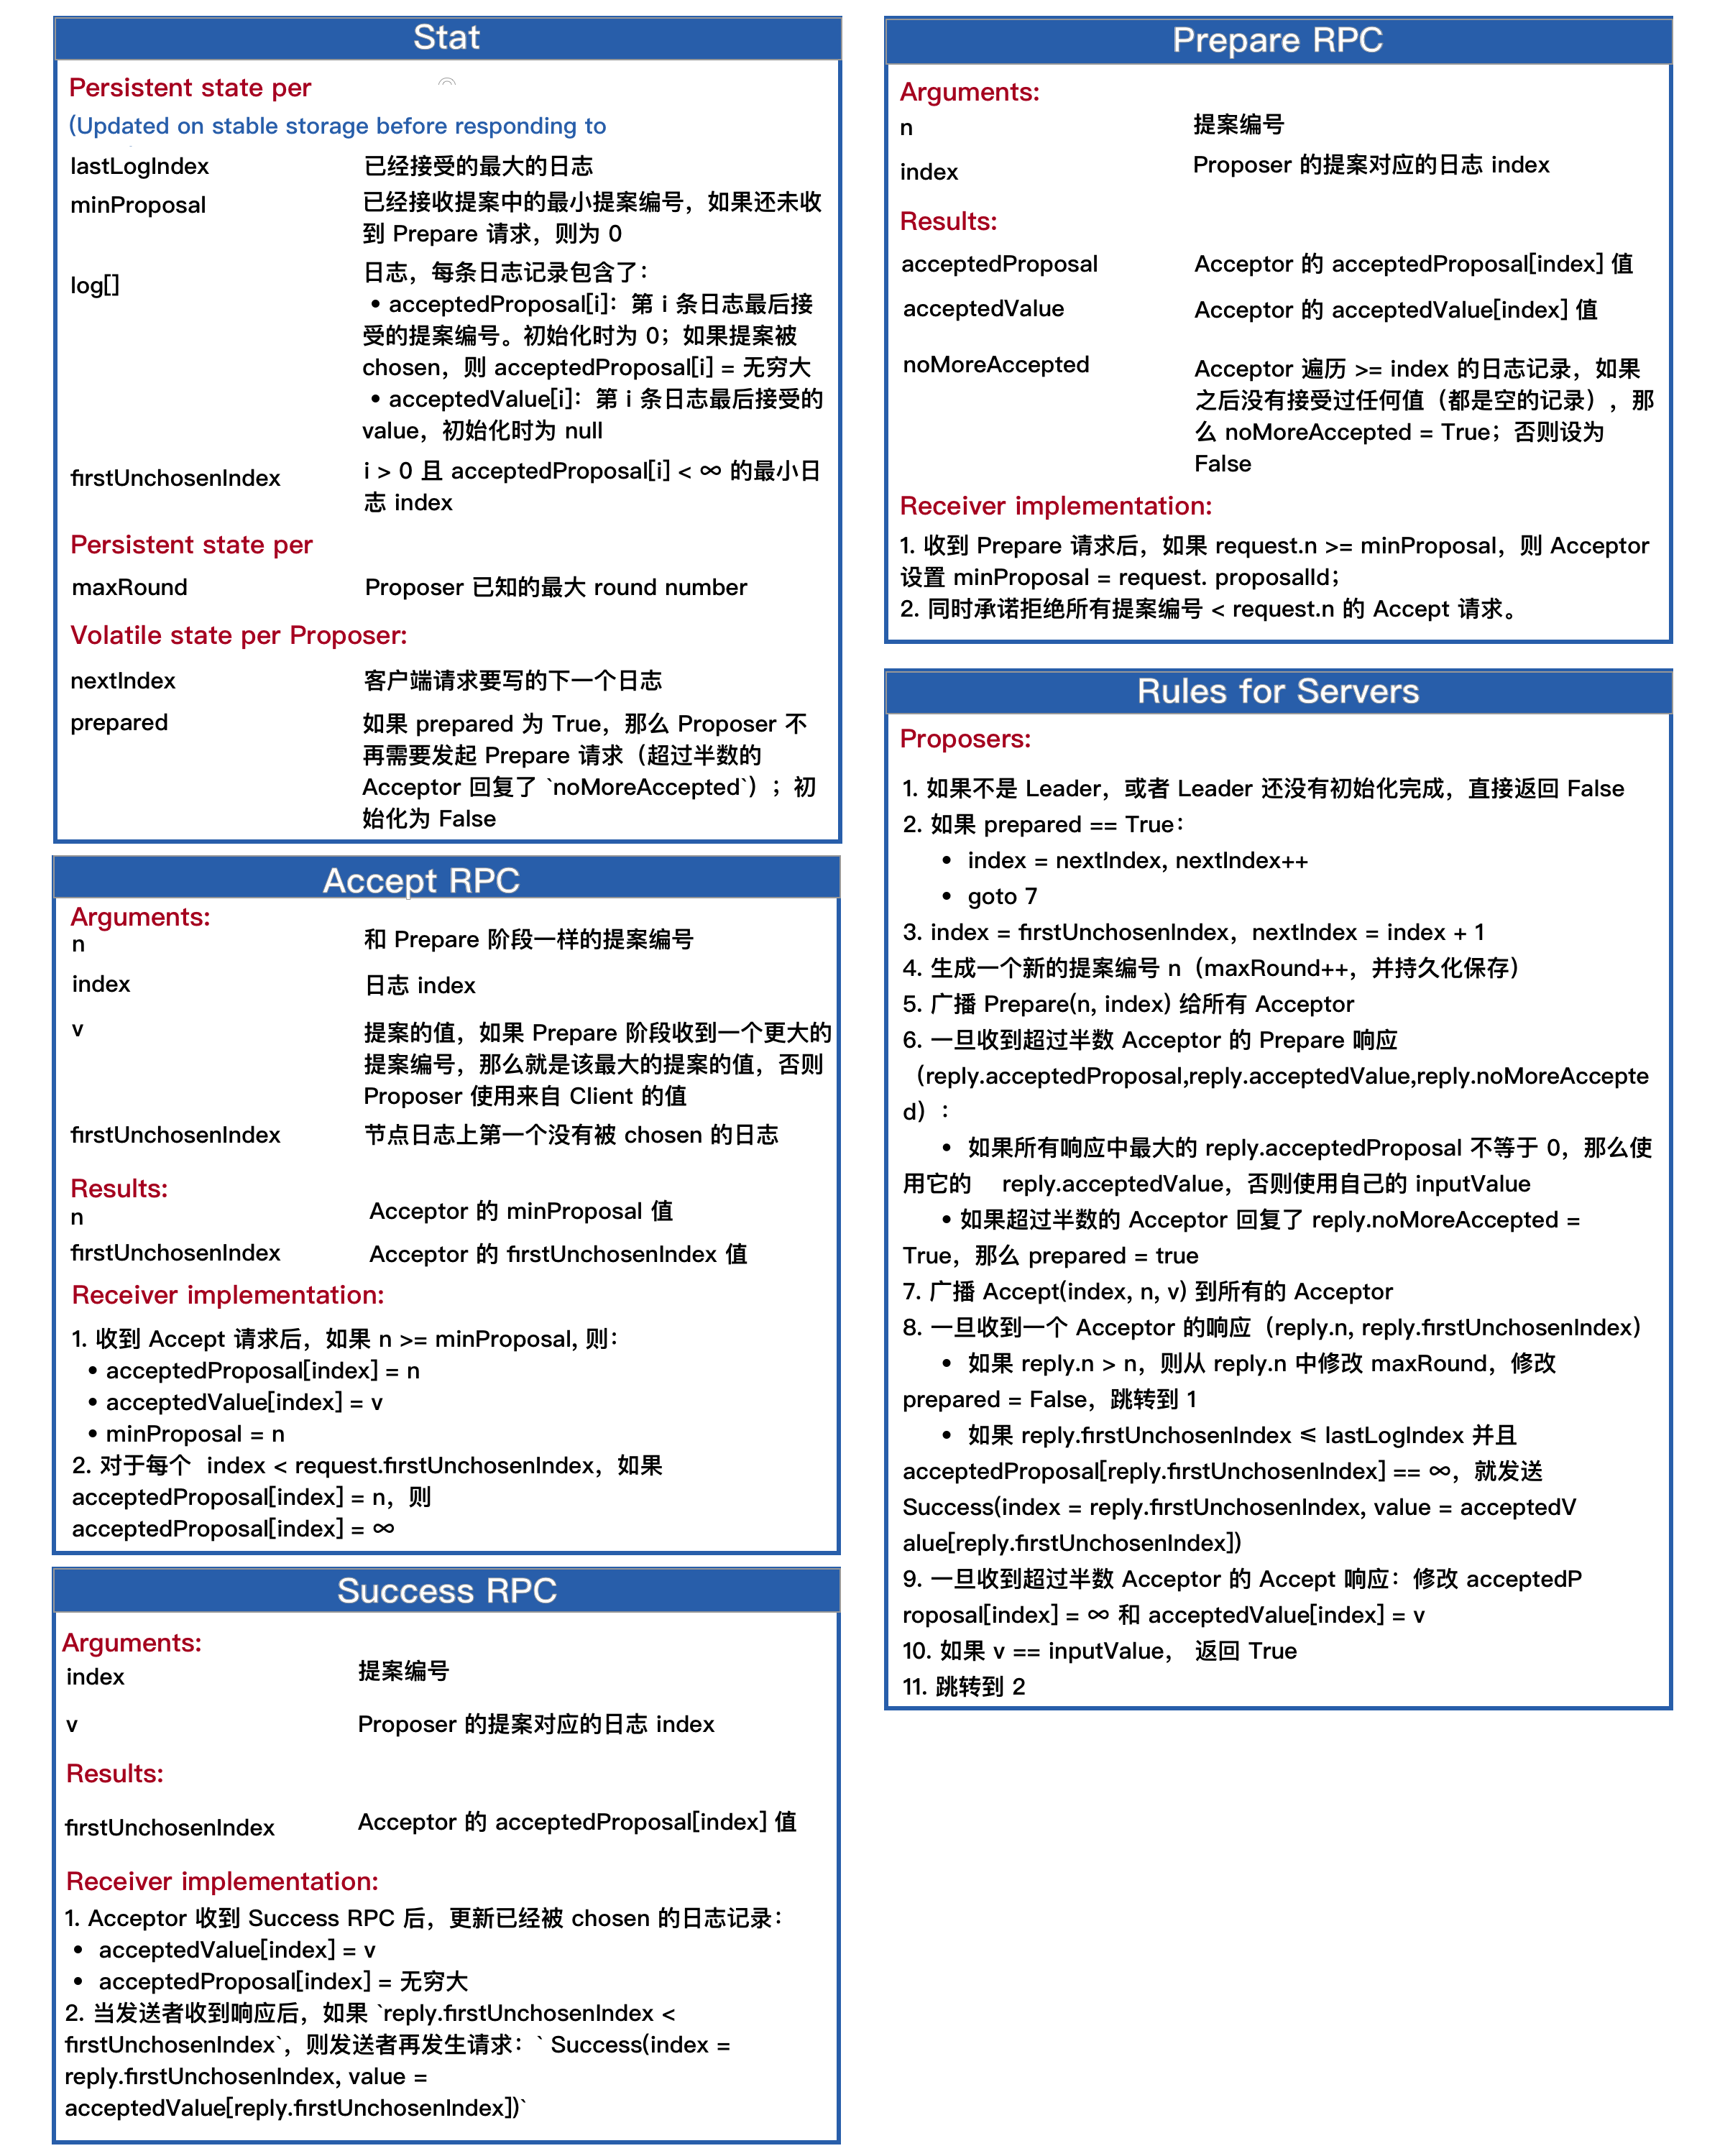 Stat
Persistent state per
(Updated on stable storage before responding to
lastLogIndex 已经接受的最大的日志
minProposal 已经接收提案中的最小提案编号，如果还未收
到 Prepare 请求，则为 0
log[] 日志，每条日志记录包含了：
• acceptedProposal[i]：第 i 条日志最后接
受的提案编号。初始化时为 0；如果提案被
chosen，则 acceptedProposal[i] = 无穷大
• acceptedValue[i]：第 i 条日志最后接受的
value，初始化时为 null
firstUnchosenIndex i > 0 且 acceptedProposal[i] < ∞ 的最小日
志 index
Persistent state per
maxRound Proposer 已知的最大 round number
Volatile state per Proposer:
nextIndex 客户端请求要写的下一个日志
prepared 如果 prepared 为 True，那么 Proposer 不
再需要发起 Prepare 请求（超过半数的
Acceptor 回复了 `noMoreAccepted`）；初
始化为 False
Accept RPC
Arguments:
n 和 Prepare 阶段一样的提案编号
index 日志 index
v 提案的值，如果 Prepare 阶段收到一个更大的
提案编号，那么就是该最大的提案的值，否则
Proposer 使用来自 Client 的值
firstUnchosenIndex 节点日志上第一个没有被 chosen 的日志
Results:
n Acceptor 的 minProposal 值
firstUnchosenIndex Acceptor 的 firstUnchosenIndex 值
Receiver implementation:
1. 收到 Accept 请求后，如果 n >= minProposal, 则：
• acceptedProposal[index] = n
• acceptedValue[index] = v
• minProposal = n
2. 对于每个 index < request.firstUnchosenIndex，如果
acceptedProposal[index] = n，则
acceptedProposal[index] = ∞
Success RPC
Arguments:
index 提案编号
v Proposer 的提案对应的日志 index
Results:
firstUnchosenIndex Acceptor 的 acceptedProposal[index] 值
Receiver implementation:
1. Acceptor 收到 Success RPC 后，更新已经被 chosen 的日志记录：
• acceptedValue[index] = v
• acceptedProposal[index] = 无穷大
2. 当发送者收到响应后，如果 `reply.firstUnchosenIndex <
firstUnchosenIndex`，则发送者再发生请求：` Success(index =
reply.firstUnchosenIndex, value =
acceptedValue[reply.firstUnchosenIndex])`
Prepare RPC
Arguments:
n 提案编号
index Proposer 的提案对应的日志 index
Results:
acceptedProposal Acceptor 的 acceptedProposal[index] 值
acceptedValue Acceptor 的 acceptedValue[index] 值
noMoreAccepted Acceptor 遍历 >= index 的日志记录，如果
之后没有接受过任何值（都是空的记录），那
么 noMoreAccepted = True；否则设为
False
Receiver implementation:
1. 收到 Prepare 请求后，如果 request.n >= minProposal，则 Acceptor
设置 minProposal = request. proposalId；
2. 同时承诺拒绝所有提案编号 < request.n 的 Accept 请求。
Rules for Servers
Proposers:
1. 如果不是 Leader，或者 Leader 还没有初始化完成，直接返回 False
2. 如果 prepared == True：
• index = nextIndex, nextIndex++
• goto 7
3. index = firstUnchosenIndex，nextIndex = index + 1
4. 生成一个新的提案编号 n（maxRound++，并持久化保存）
5. 广播 Prepare(n, index) 给所有 Acceptor
6. 一旦收到超过半数 Acceptor 的 Prepare 响应
（reply.acceptedProposal,reply.acceptedValue,reply.noMoreAccepte
d）：
• 如果所有响应中最大的 reply.acceptedProposal 不等于 0，那么使
用它的 reply.acceptedValue，否则使用自己的 inputValue
• 如果超过半数的 Acceptor 回复了 reply.noMoreAccepted =
True，那么 prepared = true
7. 广播 Accept(index, n, v) 到所有的 Acceptor
8. 一旦收到一个 Acceptor 的响应（reply.n, reply.firstUnchosenIndex）
• 如果 reply.n > n，则从 reply.n 中修改 maxRound，修改
prepared = False，跳转到 1
• 如果 reply.firstUnchosenIndex ≤ lastLogIndex 并且
acceptedProposal[reply.firstUnchosenIndex] == ∞，就发送
Success(index = reply.firstUnchosenIndex, value = acceptedV
alue[reply.firstUnchosenIndex])
9. 一旦收到超过半数 Acceptor 的 Accept 响应：修改 acceptedP
roposal[index] = ∞ 和 acceptedValue[index] = v
10. 如果 v == inputValue， 返回 True
11. 跳转到 2